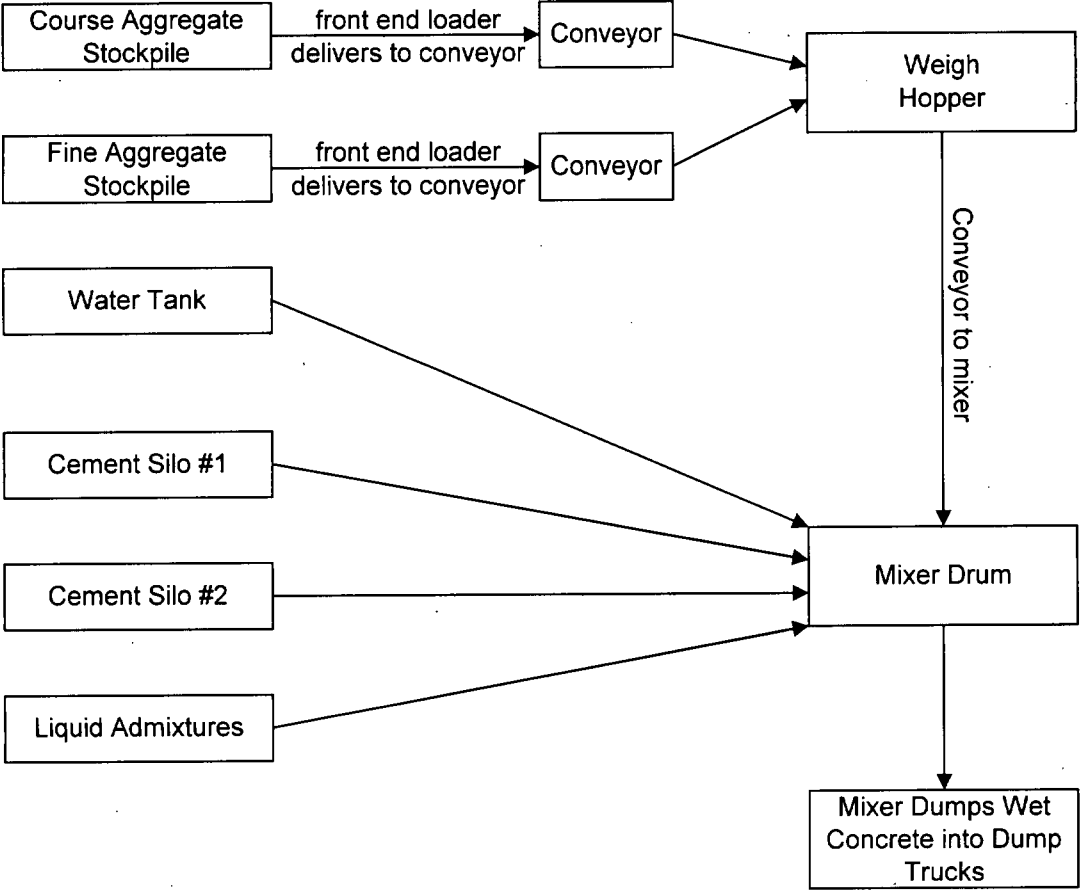 Course Aggregate
Stockpile
front end loader
delivers to conveyor
Conveyor
Weigh
Hopper
Fine Aggregate
Stockpile
front end loader
delivers to conveyor
Conveyor
Conveyor to mixer
Water Tank
Cement Silo #1
Cement Silo #2
Liquid Admixtures
Mixer Drum
Mixer Dumps Wet
Concrete into Dump
Trucks